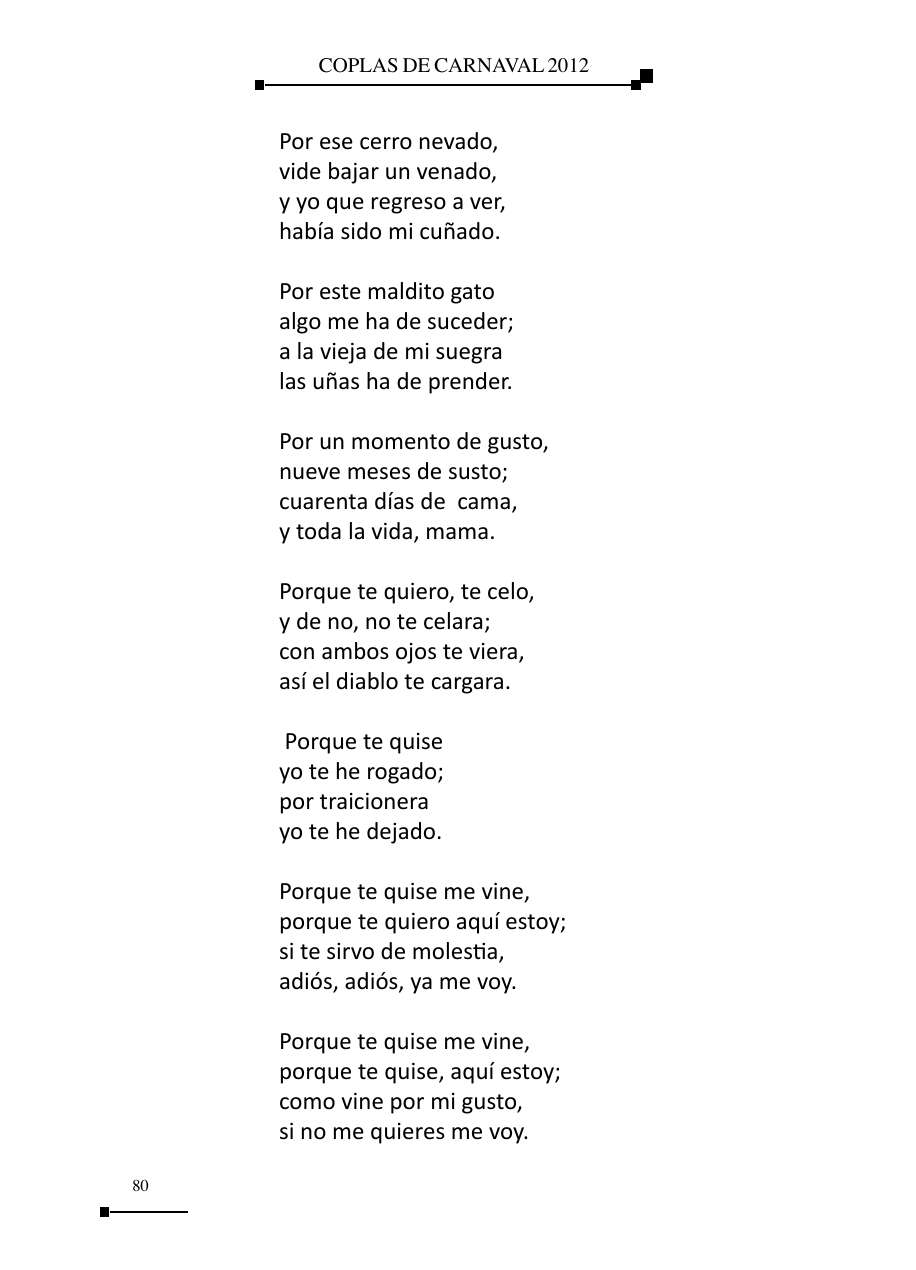 COPLAS DE CARNAVAL 2012
Por ese cerro nevado,
vide bajar un venado,
y yo que regreso a ver,
había sido mi cuñado.
Por este maldito gato
algo me ha de suceder;
a la vieja de mi suegra
las uñas ha de prender.
Por un momento de gusto,
nueve meses de susto;
cuarenta días de  cama,
y toda la vida, mama.
Porque te quiero, te celo,
y de no, no te celara;
con ambos ojos te viera,
así el diablo te cargara.
Porque te quise
yo te he rogado;
por traicionera
yo te he dejado.
Porque te quise me vine,
porque te quiero aquí estoy;
si te sirvo de molestia,
adiós, adiós, ya me voy.
Porque te quise me vine,
porque te quise, aquí estoy;
como vine por mi gusto,
si no me quieres me voy.
80